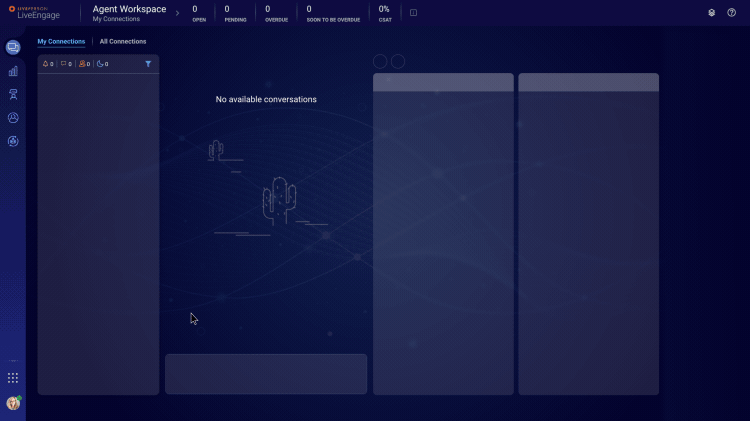 LIVEPERSON
LiveEngage
Agent Workspace
My Connections
0
OPEN
0
PENDING
0
OVERDUE
0
SOON TO BE OVERDUE
0%
CSAT
My Connections
All Connections
0
0
0
0
No available conversations